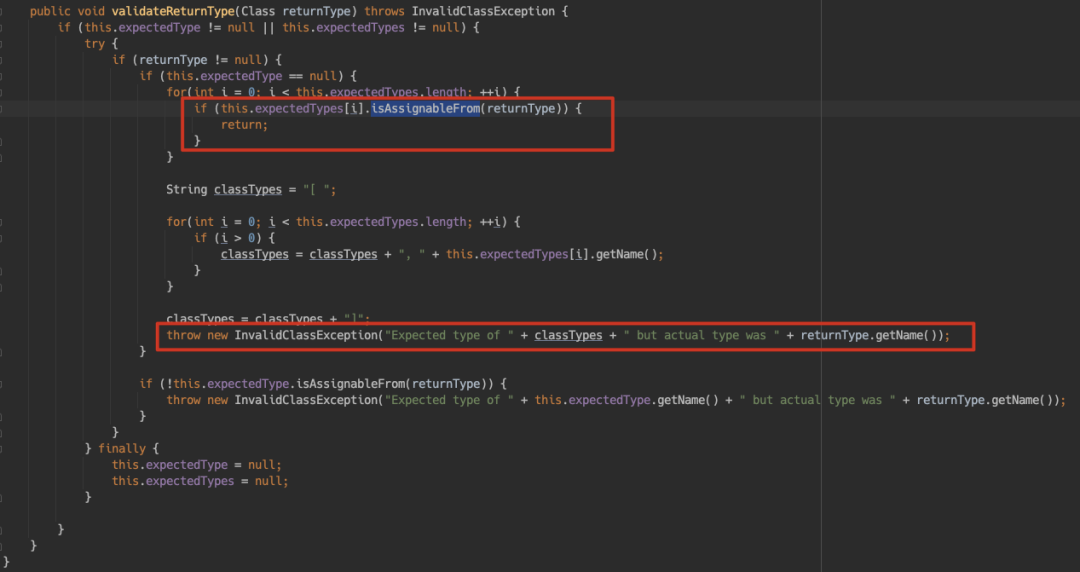 public void validateReturnType(Class returnType) throws InvalidClassException {
if (this.expectedType != null || this.expectedTypes != null) {
try {
if (returnType != null) {
if (this.expectedType == null) {
for(int i = 0; i < this.expectedTypes.length; ++i) {
if (this.expectedTypes[i].isAssignableFrom(returnType)) {
return;
}
}
String classTypes = "[ ";
for(int i = 0; i < this.expectedTypes.length; ++i) {
if (i > 0) {
classTypes = classTypes + ", " + this.expectedTypes[i].getName();
}
}
classTypes = classTypes + "]";
throw new InvalidClassException("Expected type of " + classTypes + " but actual type was " + returnType.getName());
}
if (!this.expectedType.isAssignableFrom(returnType)) {
throw new InvalidClassException("Expected type of " + this.expectedType.getName() + " but actual type was " + returnType.getName());
}
}
} finally {
this.expectedType = null;
this.expectedTypes = null;
}
}
}
}